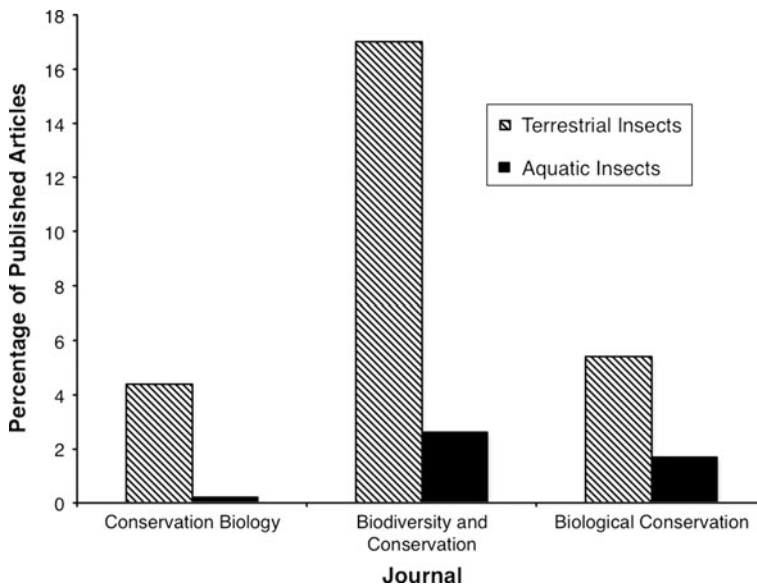 Percentage of Published Articles
18
16
14
12
10
8
6
4
2
0
Terrestrial Insects
Aquatic Insects
Conservation Biology
Biodiversity and
Conservation
Biological Conservation
Journal